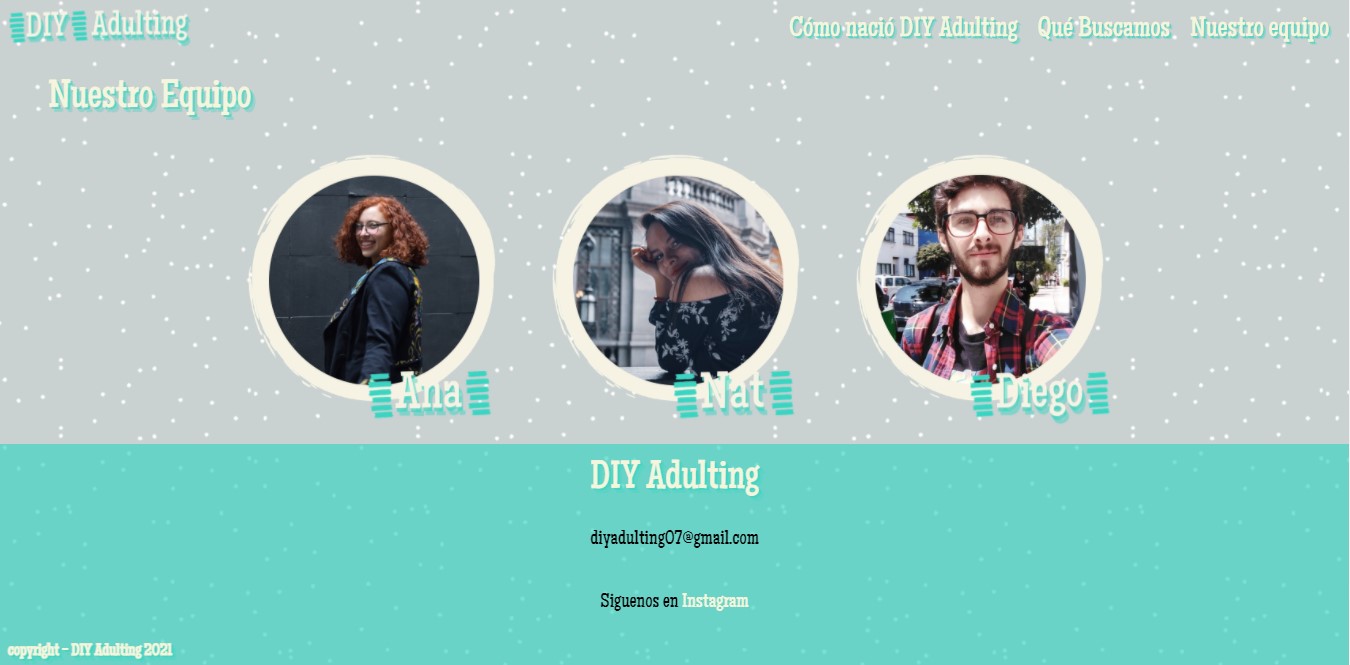 DIY Adulting
Cómo nació DIY Adulting Qué Buscamos Nuestro equipo
Nuestro Equipo
Ana
Nat
Diego
DIY Adulting
diyadulting07@gmail.com
Siguenos en Instagram
copyright - DIY Adulting 2021